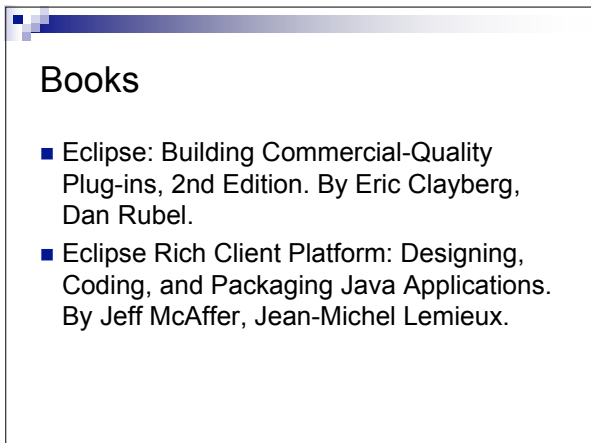 Books
Eclipse: Building Commercial-Quality
Plug-ins, 2nd Edition. By Eric Clayberg,
Dan Rubel.
Eclipse Rich Client Platform: Designing,
Coding, and Packaging Java Applications.
By Jeff McAffer, Jean-Michel Lemieux.